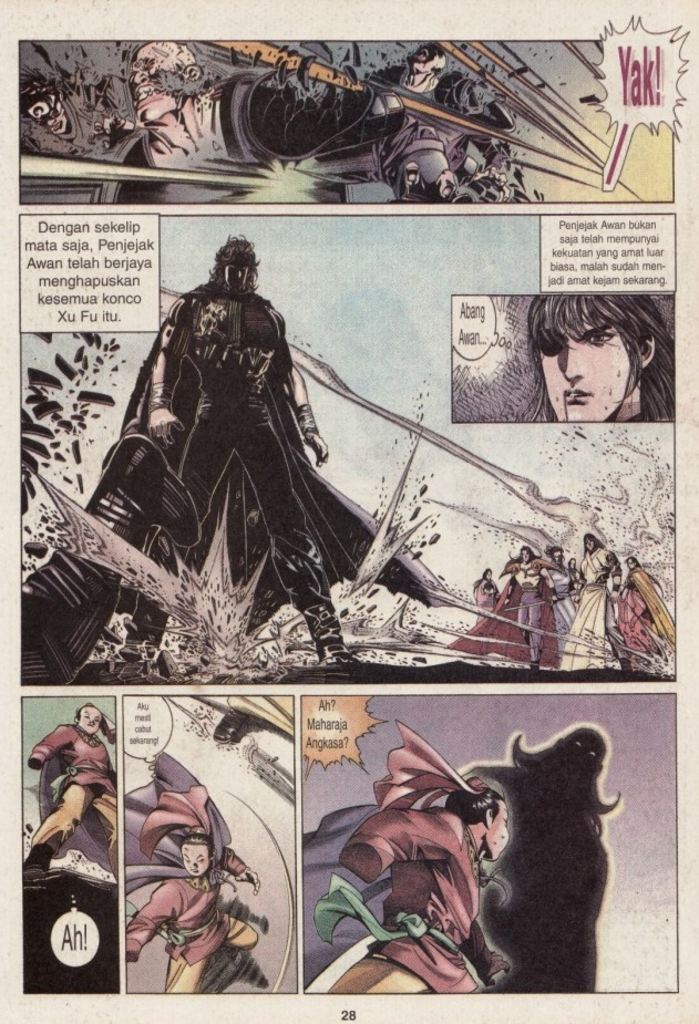 Yak!
Dengan sekelip
mata saja, Penjejak
Awan telah berjaya
menghapuskan
kesemua konco
Xu Fu itu.
Penjejak Awan bukan
saja telah mempunyai
kekuatan yang amat luar
biasa, malah sudah men-
jadi amat kejam sekarang.
Abang
Awan...
Ah!
Aku
mesti
cabut
sekarang!
Ah?
Maharaja
Angkasa?
28